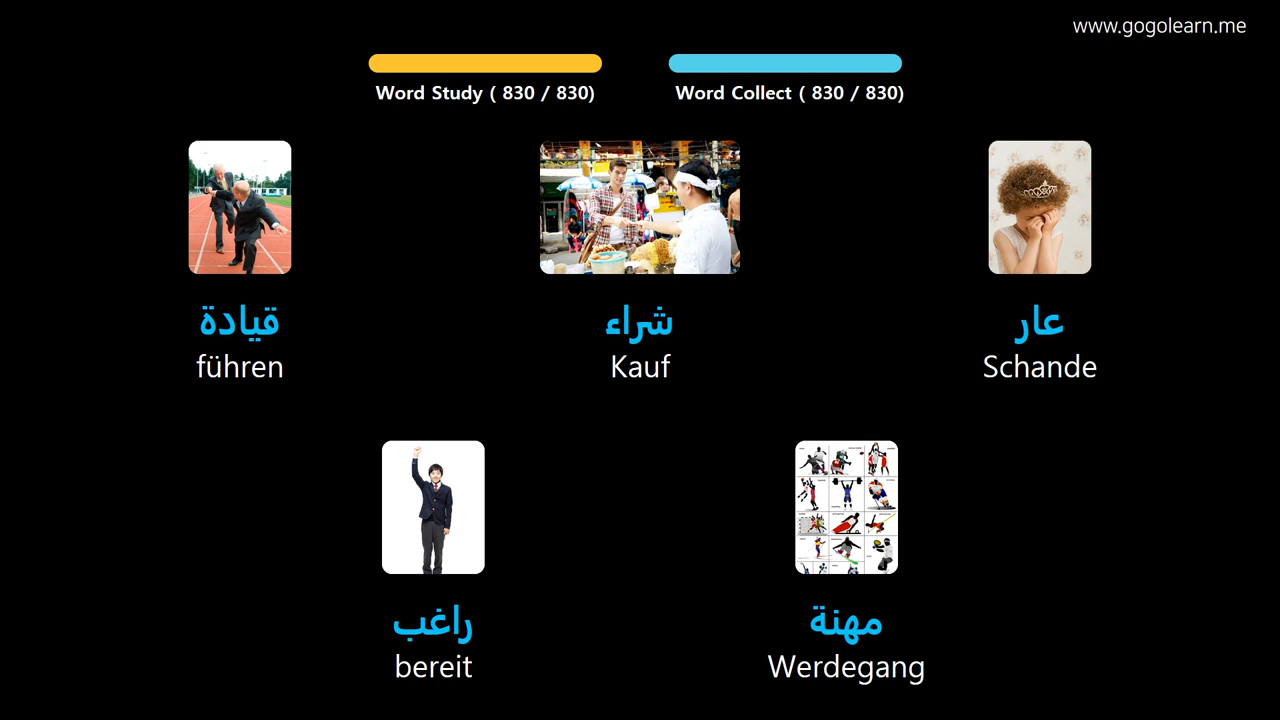 www.gogolearn.me
Word Study ( 830 / 830)
Word Collect ( 830 / 830)
قيادة
führen
شراء
Kauf
عار
Schande
راغب
bereit
مهنة
Werdegang